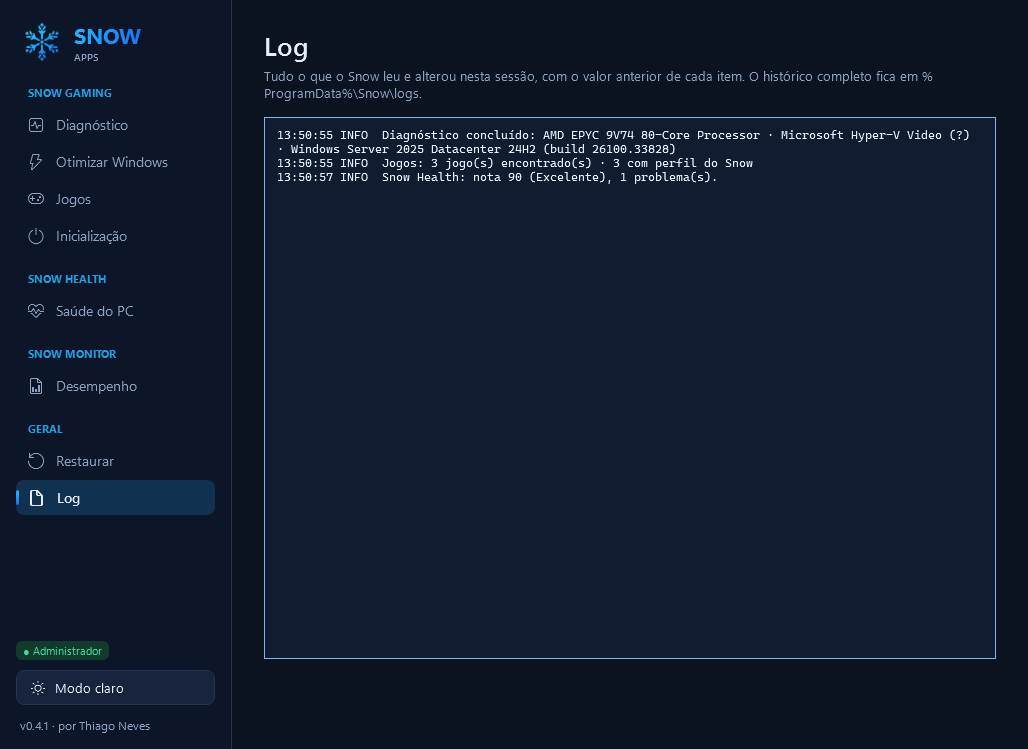 SNOW
APPS
SNOW GAMING
Diagnóstico
Otimizar Windows
Jogos
Inicialização
SNOW HEALTH
Saúde do PC
SNOW MONITOR
Desempenho
GERAL
Restaurar
Log
● Administrador
Modo claro
v0.4.1 · por Thiago Neves
Log
Tudo o que o Snow leu e alterou nesta sessão, com o valor anterior de cada item. O histórico completo fica em %
ProgramData%\Snow\logs.
13:50:55 INFO  Diagnóstico concluído: AMD EPYC 9V74 80-Core Processor · Microsoft Hyper-V Video (?)
· Windows Server 2025 Datacenter 24H2 (build 26100.33828)
13:50:55 INFO  Jogos: 3 jogo(s) encontrado(s) · 3 com perfil do Snow
13:50:57 INFO  Snow Health: nota 90 (Excelente), 1 problema(s).